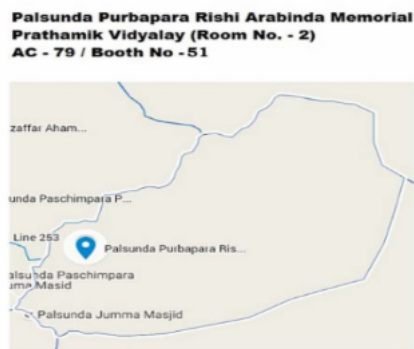 Palsunda Purbapara Rishi Arabinda Memorial
Prathamik Vidyalay (Room No. - 2)
AC - 79 / Booth No -51
zaffar Aham...
unda Paschimpara P...
Line 253
Palsunda Purbapara Ris...
alsunda Paschimpara
uma Masid
Palsunda Jumma Masjid